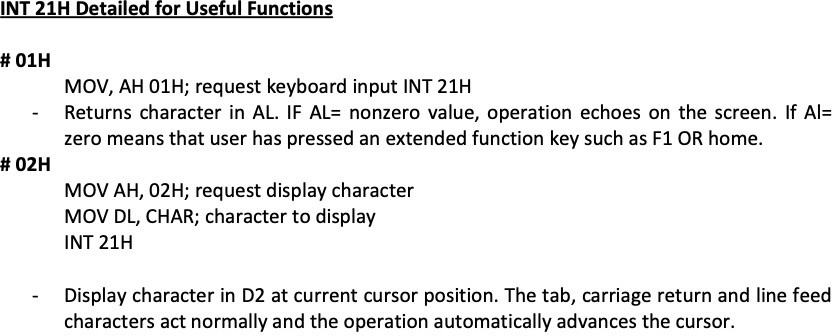 INT 21H Detailed for Useful Functions
# 01H
MOV, AH 01H; request keyboard input INT 21H
- Returns character in AL. IF AL= nonzero value, operation echoes on the screen. If Al=
zero means that user has pressed an extended function key such as F1 OR home.
# 02H
MOV AH, 02H; request display character
MOV DL, CHAR; character to display
INT 21H
- Display character in D2 at current cursor position. The tab, carriage return and line feed
characters act normally and the operation automatically advances the cursor.